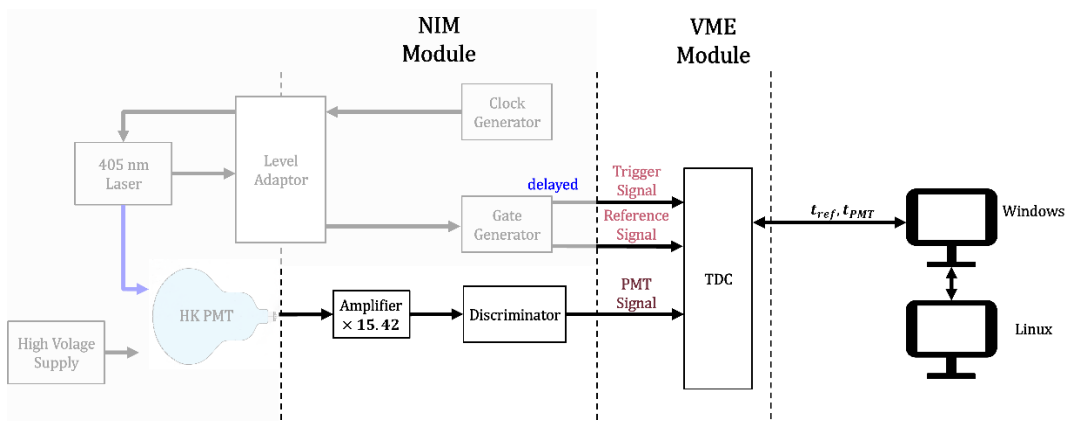 NIM
Module
VME
Module
Clock
Generator
405 nm
Laser
Level
Adaptor
delayed
Trigger
Signal
Gate
Generator
Reference
Signal
t_ref, t_PMT
Windows
TDC
PMT
Signal
HK PMT
Amplifier
× 15.42
Discriminator
Linux
High Volage
Supply